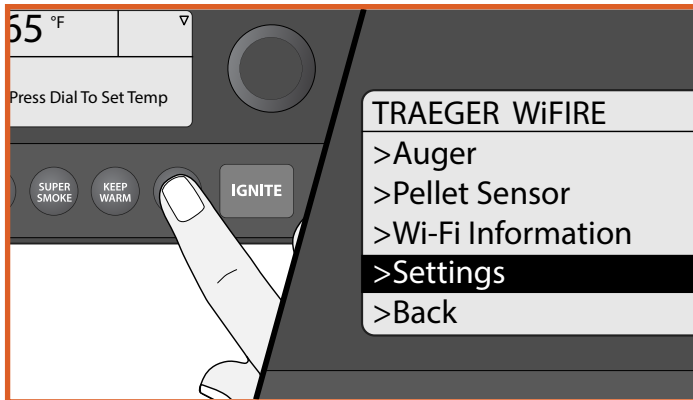 65 °F
Press Dial To Set Temp
SUPER
SMOKE
KEEP
WARM
IGNITE
TRAEGER WiFIRE
>Auger
>Pellet Sensor
>Wi-Fi Information
>Settings
>Back